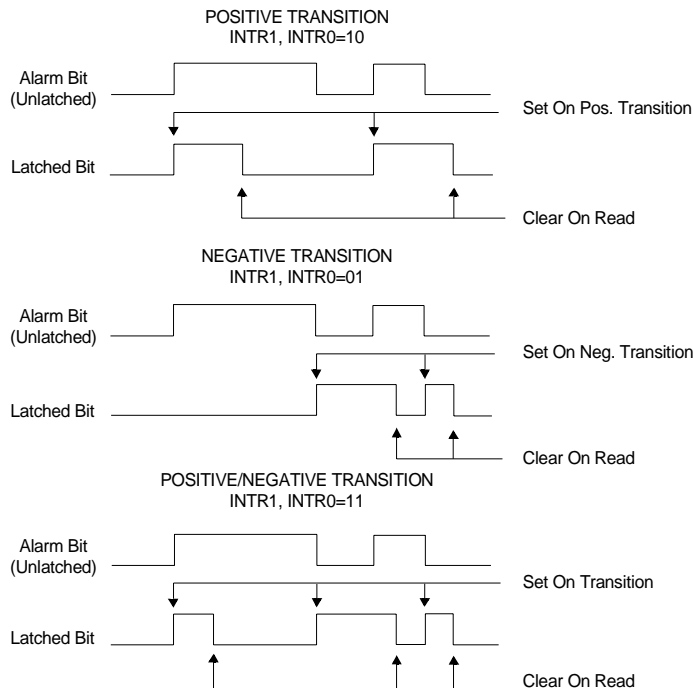 POSITIVE TRANSITION
INTR1, INTR0=10
Alarm Bit
(Unlatched)
Set On Pos. Transition
Latched Bit
Clear On Read
NEGATIVE TRANSITION
INTR1, INTR0=01
Alarm Bit
(Unlatched)
Set On Neg. Transition
Latched Bit
Clear On Read
POSITIVE/NEGATIVE TRANSITION
INTR1, INTR0=11
Alarm Bit
(Unlatched)
Set On Transition
Latched Bit
Clear On Read